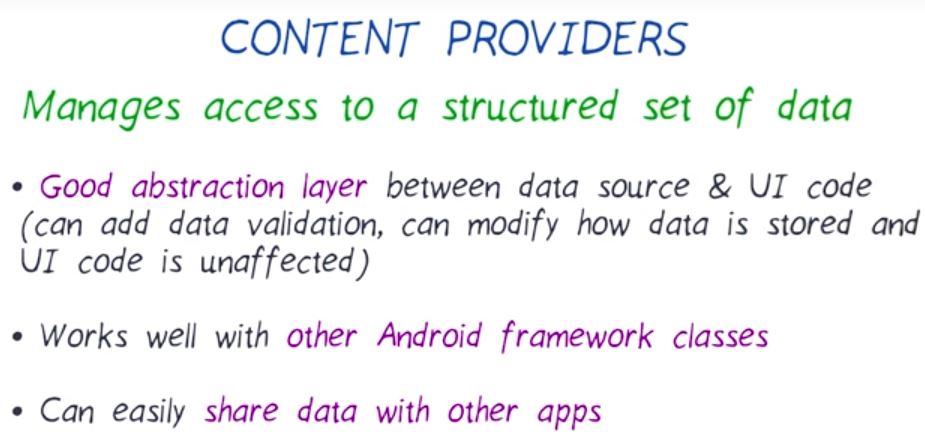 CONTENT PROVIDERS
Manages access to a structured set of data
• Good abstraction layer between data source & UI code
(can add data validation, can modify how data is stored and
UI code is unaffected)
• Works well with other Android framework classes
• Can easily share data with other apps